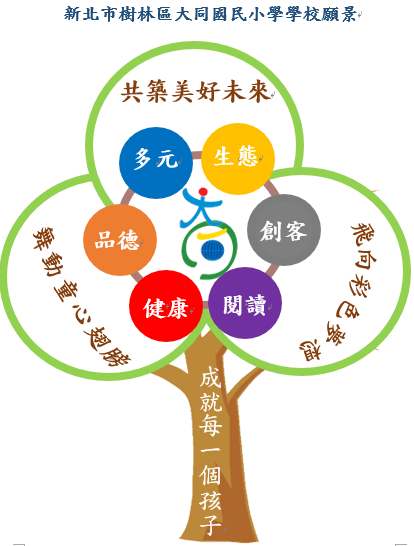 新北市樹林區大同國民小學學校願景
共築美好未來
多元
生態
品德
創客
健康
閱讀
舞動童心翅膀
飛向彩色夢想
成就每一個孩子